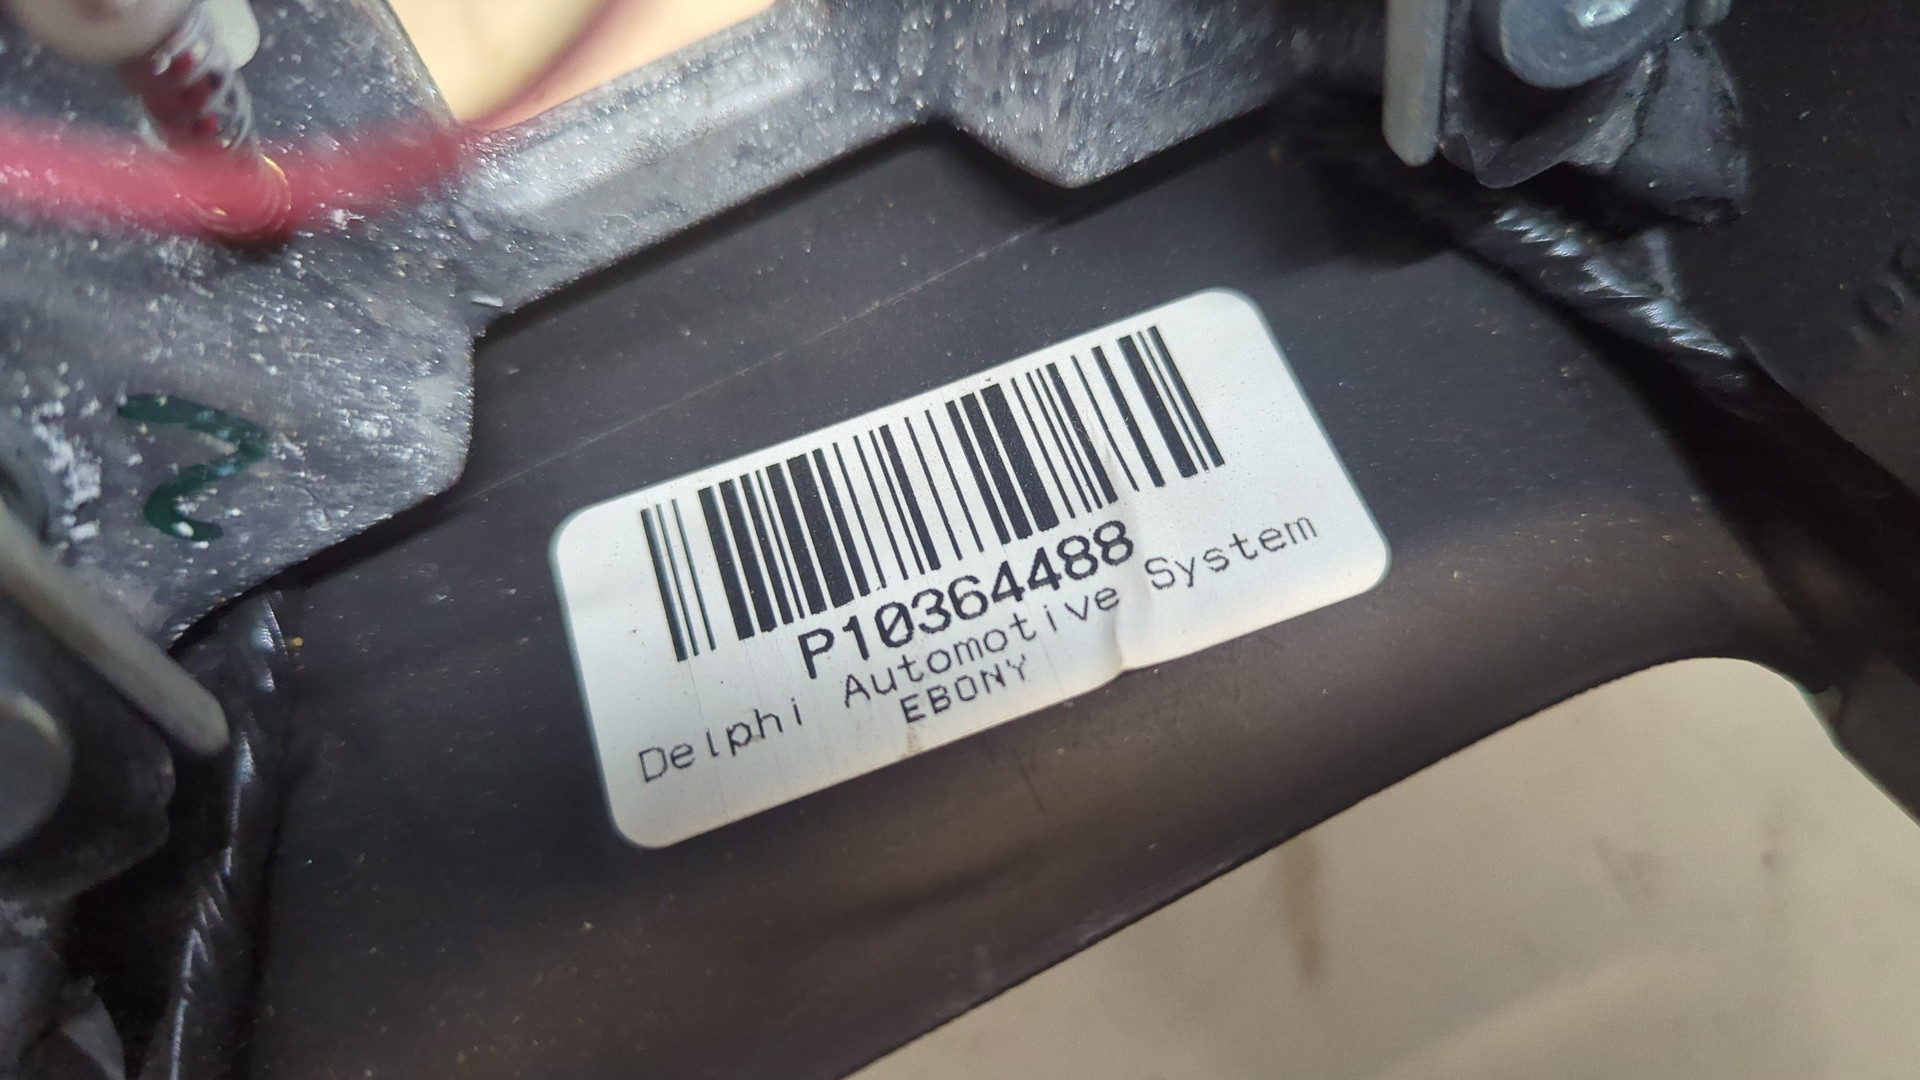 P10364488
Delphi Automotive System
EBONY